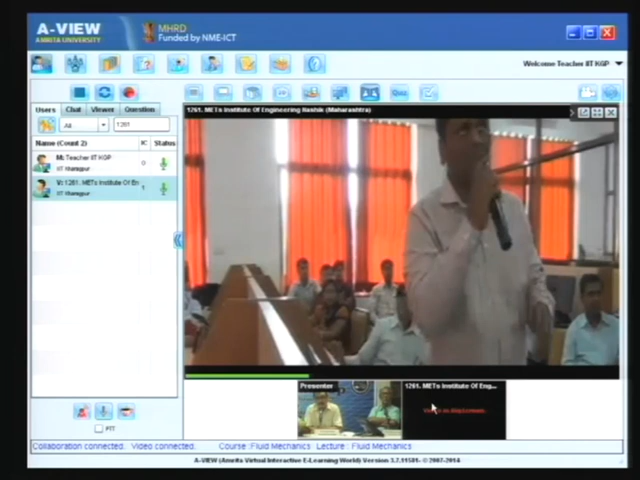 A-VIEW
AMRITA UNIVERSITY
MHRD
Funded by NME-ICT
Welcome Teacher IIT KGP
Users Chat Viewer Question
All
1261
Name (Count 2) IC Status
M: Teacher IIT KGP 0
IIT Kharagpur
V: 1261. METs Institute Of En 1
IIT Kharagpur
Quiz
1261. METs Institute Of Engineering Nashik (Maharashtra)
Presenter
1261. METs Institute Of Eng...
PTT
Collaboration connected. Video connected. Course :Fluid Mechanics Lecture : Fluid Mechanics
A-VIEW (Amrita Virtual Interactive E-Learning World) Version 3.7.11581- © 2007-2014